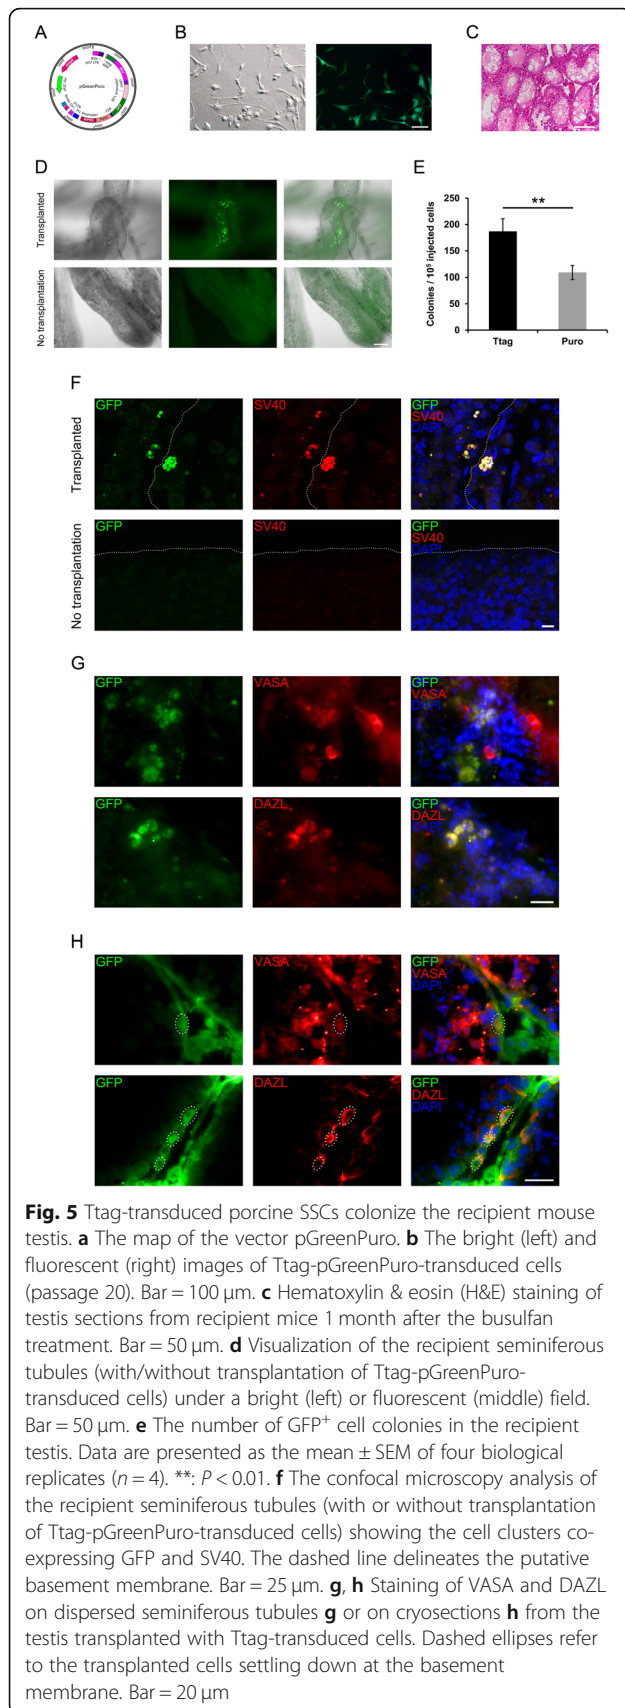 A
B
C
pGreenPuro
D
Transplanted
No transplantation
E
Colonies / 10⁵ injected cells
250
200
150
100
50
0
**
Ttag
Puro
F
Transplanted
GFP
SV40
GFP
SV40
DAPI
No transplantation
GFP
SV40
GFP
SV40
DAPI
G
GFP
VASA
GFP
VASA
DAPI
GFP
DAZL
GFP
DAZL
DAPI
H
GFP
VASA
GFP
VASA
DAPI
GFP
DAZL
GFP
DAZL
DAPI
Fig. 5 Ttag-transduced porcine SSCs colonize the recipient mouse
testis. a The map of the vector pGreenPuro. b The bright (left) and
fluorescent (right) images of Ttag-pGreenPuro-transduced cells
(passage 20). Bar = 100 μm. c Hematoxylin & eosin (H&E) staining of
testis sections from recipient mice 1 month after the busulfan
treatment. Bar = 50 μm. d Visualization of the recipient seminiferous
tubules (with/without transplantation of Ttag-pGreenPuro-
transduced cells) under a bright (left) or fluorescent (middle) field.
Bar = 50 μm. e The number of GFP⁺ cell colonies in the recipient
testis. Data are presented as the mean ± SEM of four biological
replicates (n = 4). **: P < 0.01. f The confocal microscopy analysis of
the recipient seminiferous tubules (with or without transplantation
of Ttag-pGreenPuro-transduced cells) showing the cell clusters co-
expressing GFP and SV40. The dashed line delineates the putative
basement membrane. Bar = 25 μm. g, h Staining of VASA and DAZL
on dispersed seminiferous tubules g or on cryosections h from the
testis transplanted with Ttag-transduced cells. Dashed ellipses refer
to the transplanted cells settling down at the basement
membrane. Bar = 20 μm